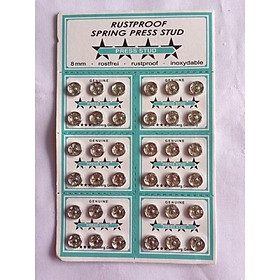 RUSTPROOF
SPRING PRESS STUD
PRESS STUD
8mm · rostfrei · rustproof · inoxydable
GENUINE GENUINE
GENUINE GENUINE
GENUINE GENUINE